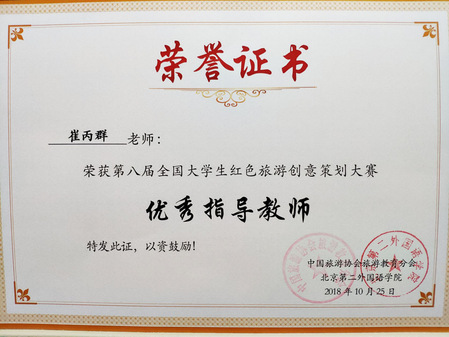 荣誉证书
崔丙群 老师：
荣获第八届全国大学生红色旅游创意策划大赛
优秀指导教师
特发此证，以资鼓励！
中国旅游协会旅游教育分会
北京第二外国语学院
2018年10月25日